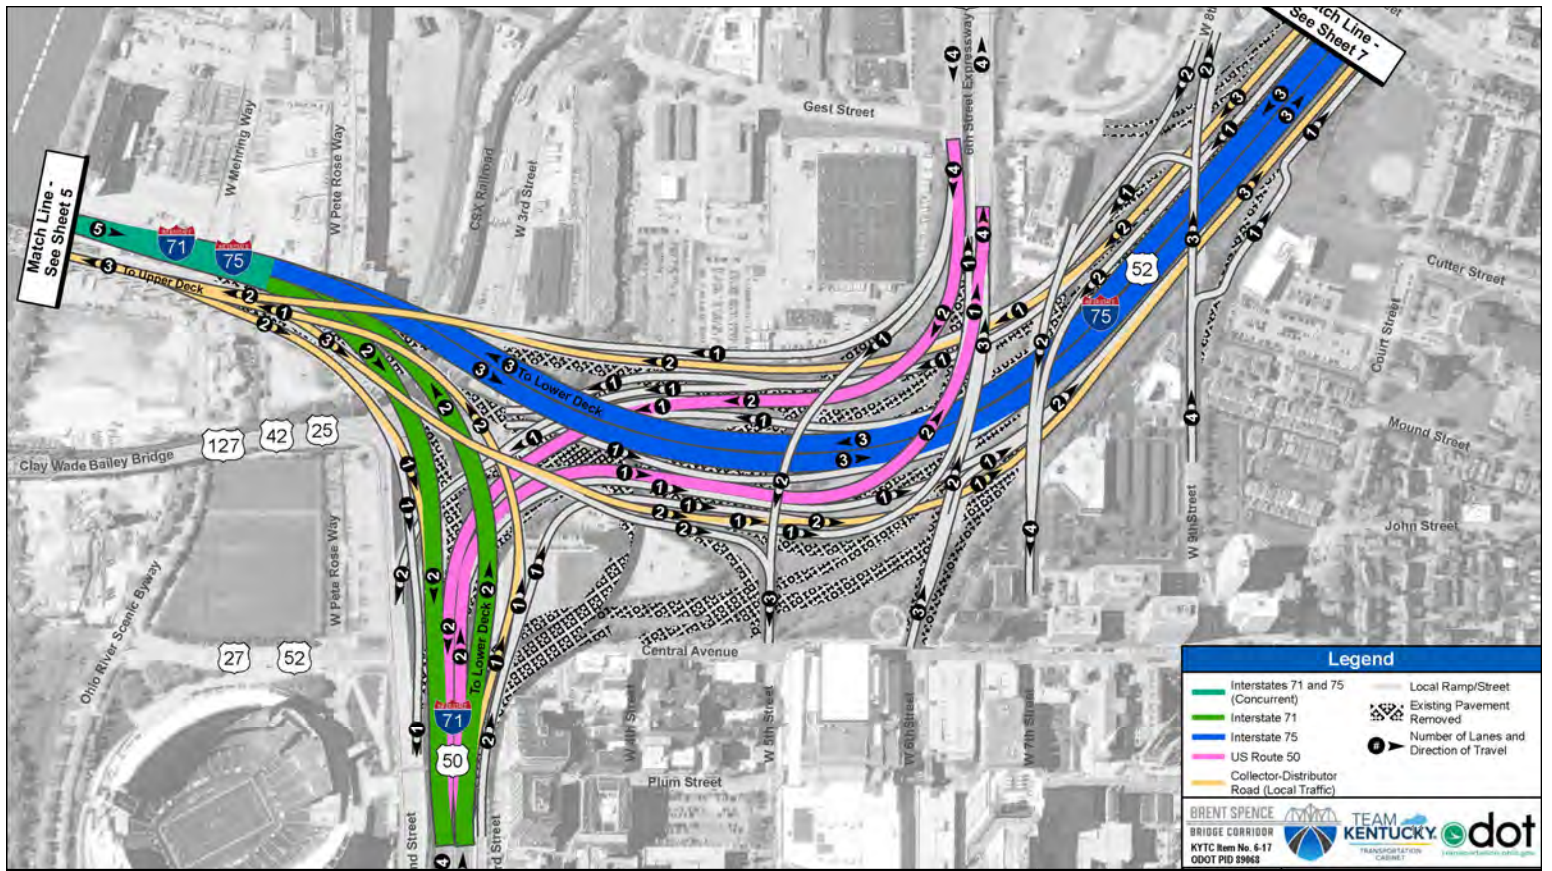 Match Line -
See Sheet 5
Match Line -
See Sheet 7
W Mehring Way
W Pete Rose Way
CSX Railroad
W 3rd Street
Gest Street
6th Street Expressway
W 8th
5
71
75
3
To Upper Deck
To Lower Deck
52
75
Cutter Street
Court Street
Mound Street
John Street
W 9thStreet
Clay Wade Bailey Bridge
127
42
25
W Pete Rose Way
Ohio River Scenic Byway
27
52
To Lower Deck
71
50
Central Avenue
W 4th Street
W 5th Street
W 6thStreet
W 7th Street
Plum Street
Legend
Interstates 71 and 75
(Concurrent)
Interstate 71
Interstate 75
US Route 50
Collector-Distributor
Road (Local Traffic)
Local Ramp/Street
Existing Pavement
Removed
#
Number of Lanes and
Direction of Travel
BRENT SPENCE
BRIDGE CORRIDOR
KYTC Item No. 6-17
ODOT PID 89068
TEAM
KENTUCKY
TRANSPORTATION
CABINET
odot